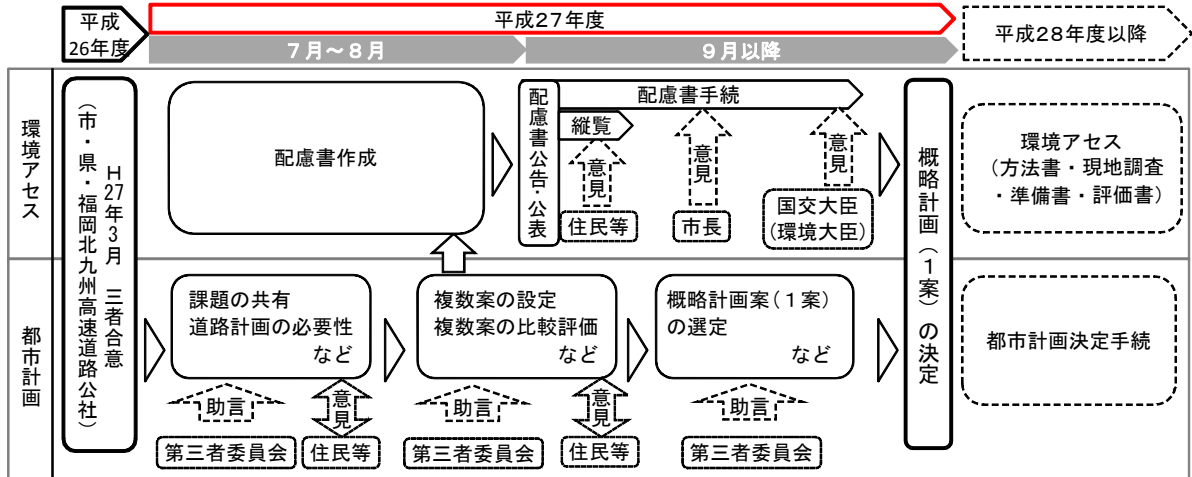 平成
26年度
平成27年度
7月～8月
9月以降
平成28年度以降
環境アセス
H27年3月 三者合意
(市・県・福岡北九州高速道路公社)
配慮書作成
配慮書公告・公表
配慮書手続
縦覧
意見
住民等
意見
市長
意見
国交大臣
(環境大臣)
概略計画(1案)の決定
環境アセス
(方法書・現地調査
・準備書・評価書)
都市計画
課題の共有
道路計画の必要性
など
助言
第三者委員会
意見
住民等
複数案の設定
複数案の比較評価
など
助言
第三者委員会
意見
住民等
概略計画案(1案)
の選定
など
助言
第三者委員会
都市計画決定手続